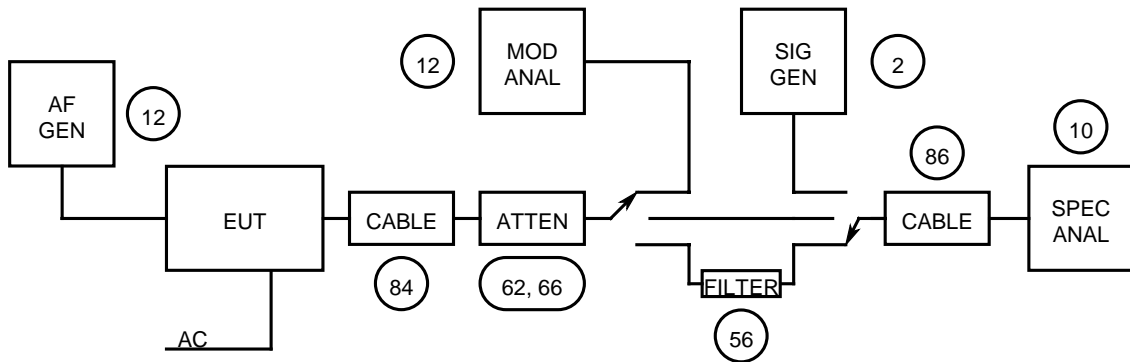 AF
GEN
12
12
MOD
ANAL
SIG
GEN
2
EUT
AC
CABLE
84
ATTEN
62, 66
FILTER
56
86
CABLE
10
SPEC
ANAL